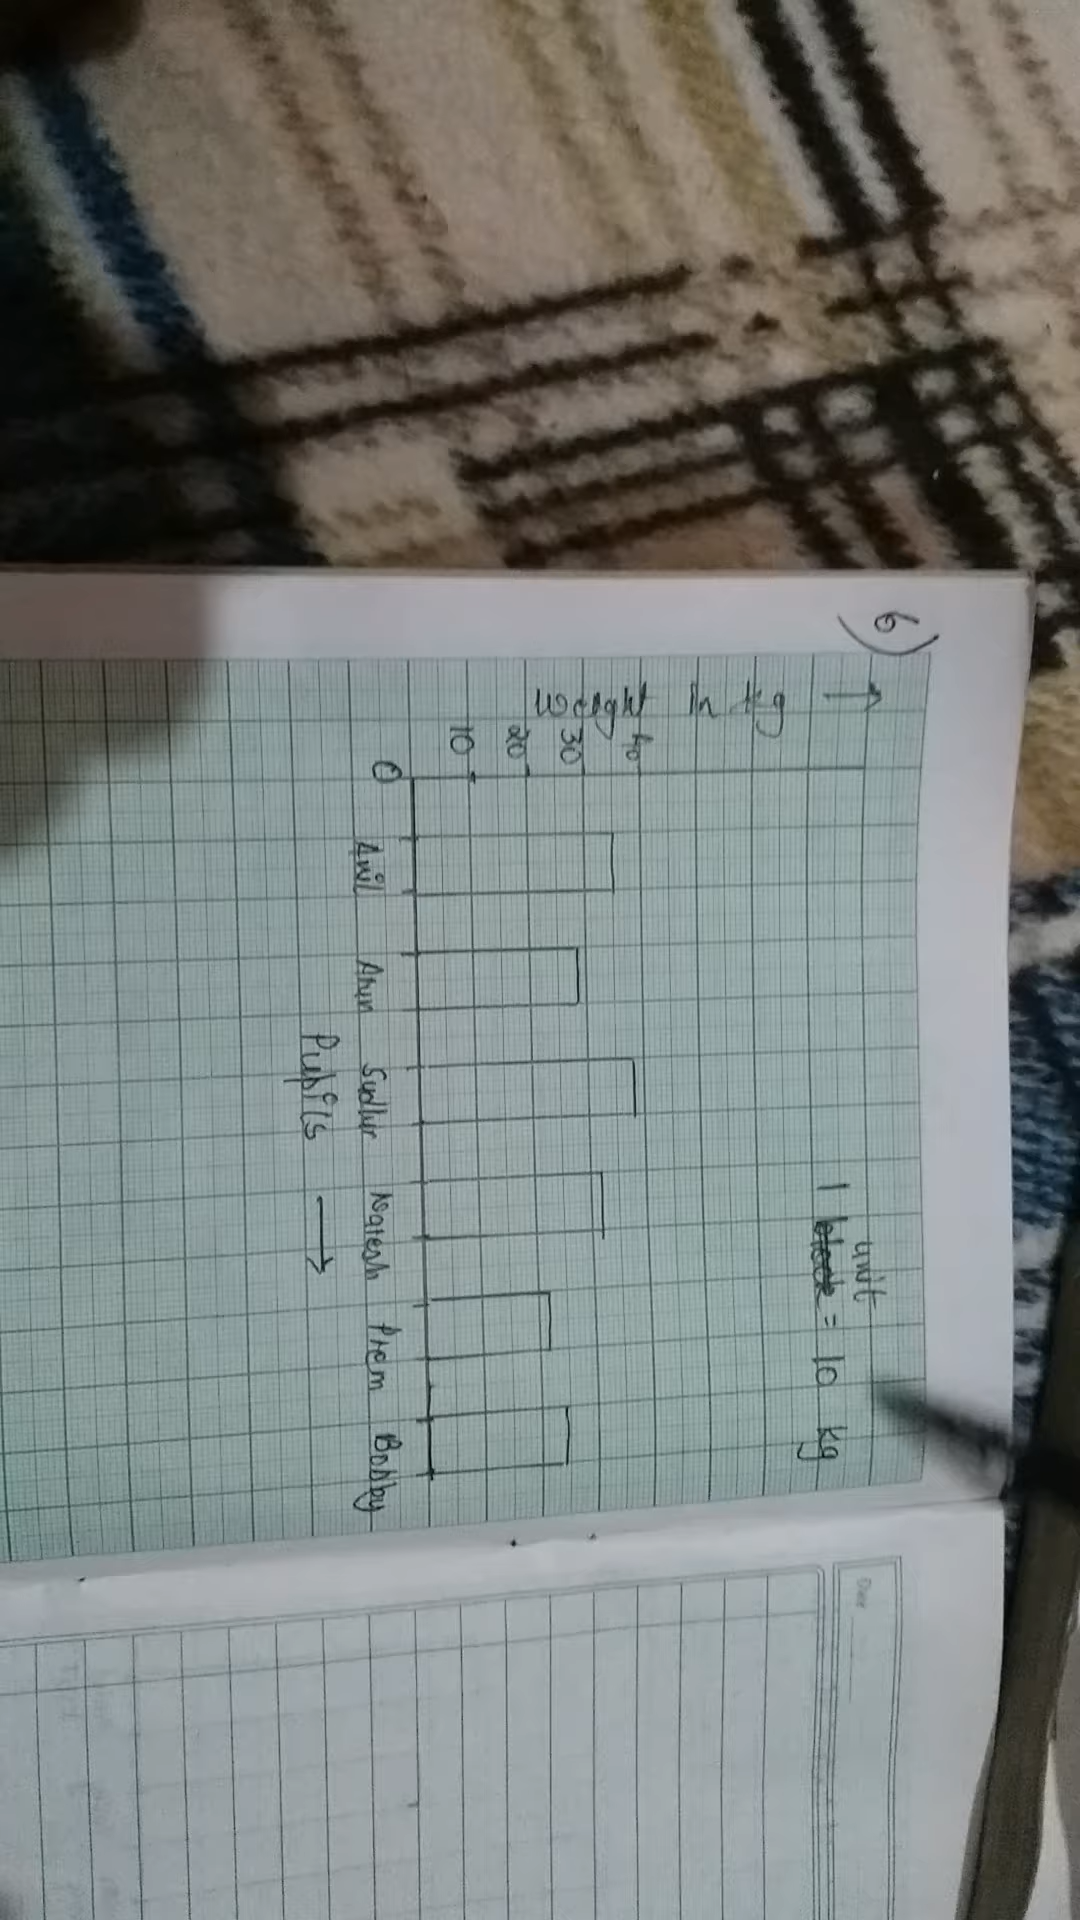 6)
unit
1 = 10 kg
Weight in kg
40
30
20
10
0
Anil Arun Sudhir Naresh Prem Bobby
Pupils →
Date